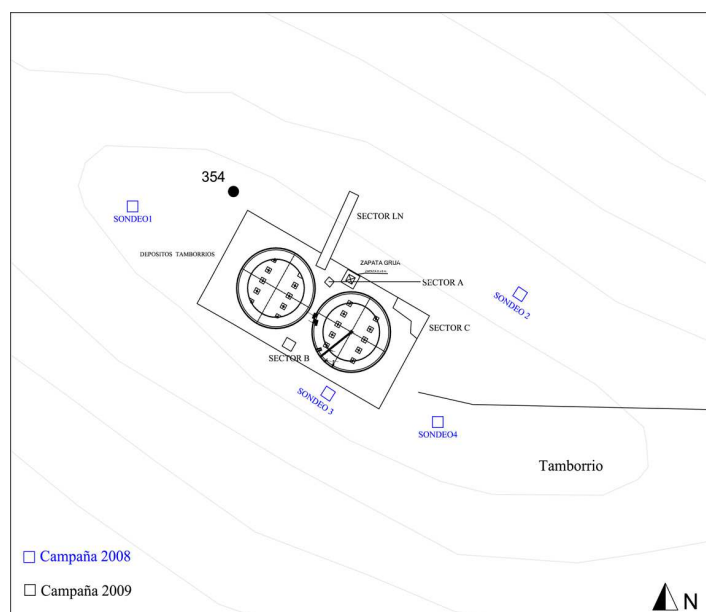 354
SONDEO1
SECTOR LN
DEPOSITOS TAMBORRIOS
ZAPATA GRUA
SECTOR A
SONDEO 2
SECTOR C
SECTOR B
SONDEO 3
SONDEO4
Tamborrio
Campaña 2008
Campaña 2009
N